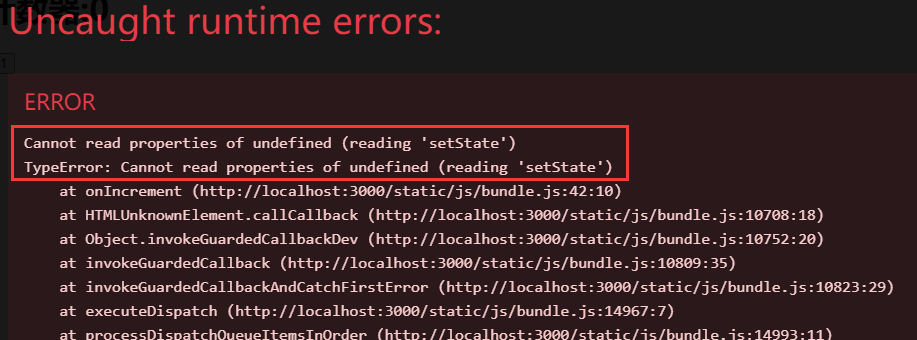 数器:0
Uncaught runtime errors:
1
ERROR
Cannot read properties of undefined (reading 'setState')
TypeError: Cannot read properties of undefined (reading 'setState')
at onIncrement (http://localhost:3000/static/js/bundle.js:42:10)
at HTMLUnknownElement.callCallback (http://localhost:3000/static/js/bundle.js:10708:18)
at Object.invokeGuardedCallbackDev (http://localhost:3000/static/js/bundle.js:10752:20)
at invokeGuardedCallback (http://localhost:3000/static/js/bundle.js:10809:35)
at invokeGuardedCallbackAndCatchFirstError (http://localhost:3000/static/js/bundle.js:10823:29)
at executeDispatch (http://localhost:3000/static/js/bundle.js:14967:7)
at processDispatchQueueItemsInOrder (http://localhost:3000/static/js/bundle.js:14993:11)